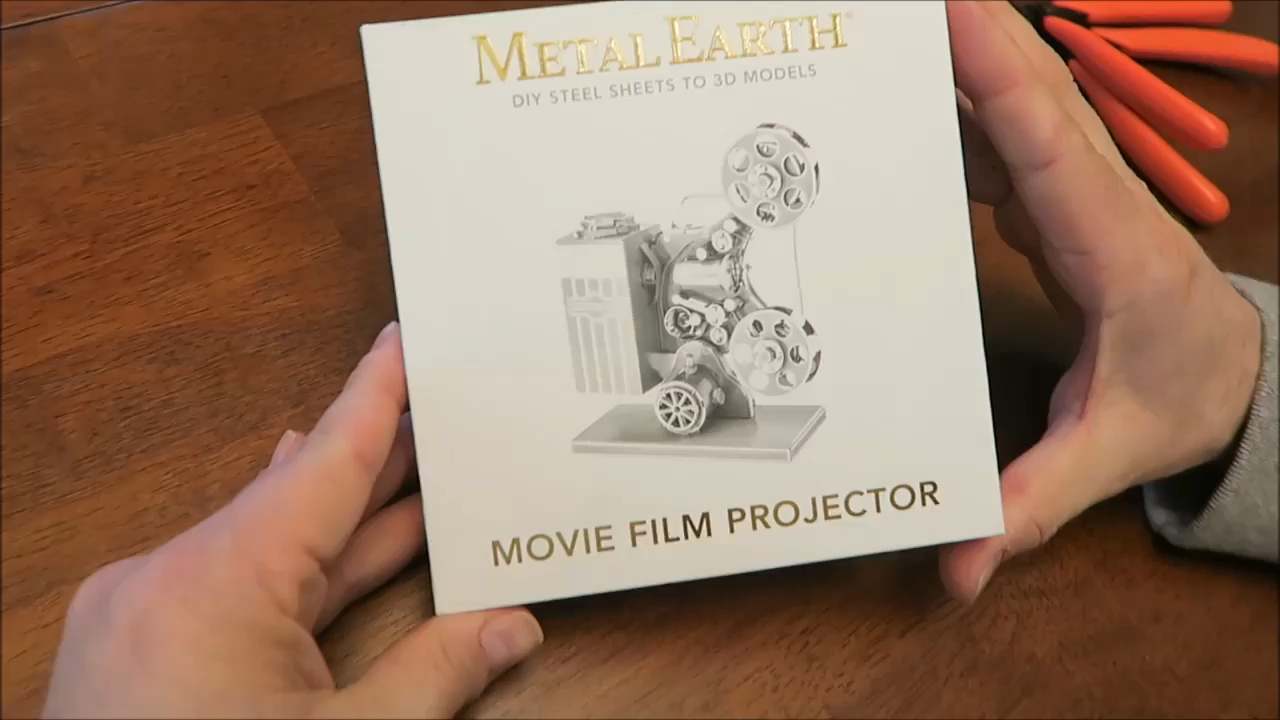 METAL EARTH®
DIY STEEL SHEETS TO 3D MODELS
MOVIE FILM PROJECTOR